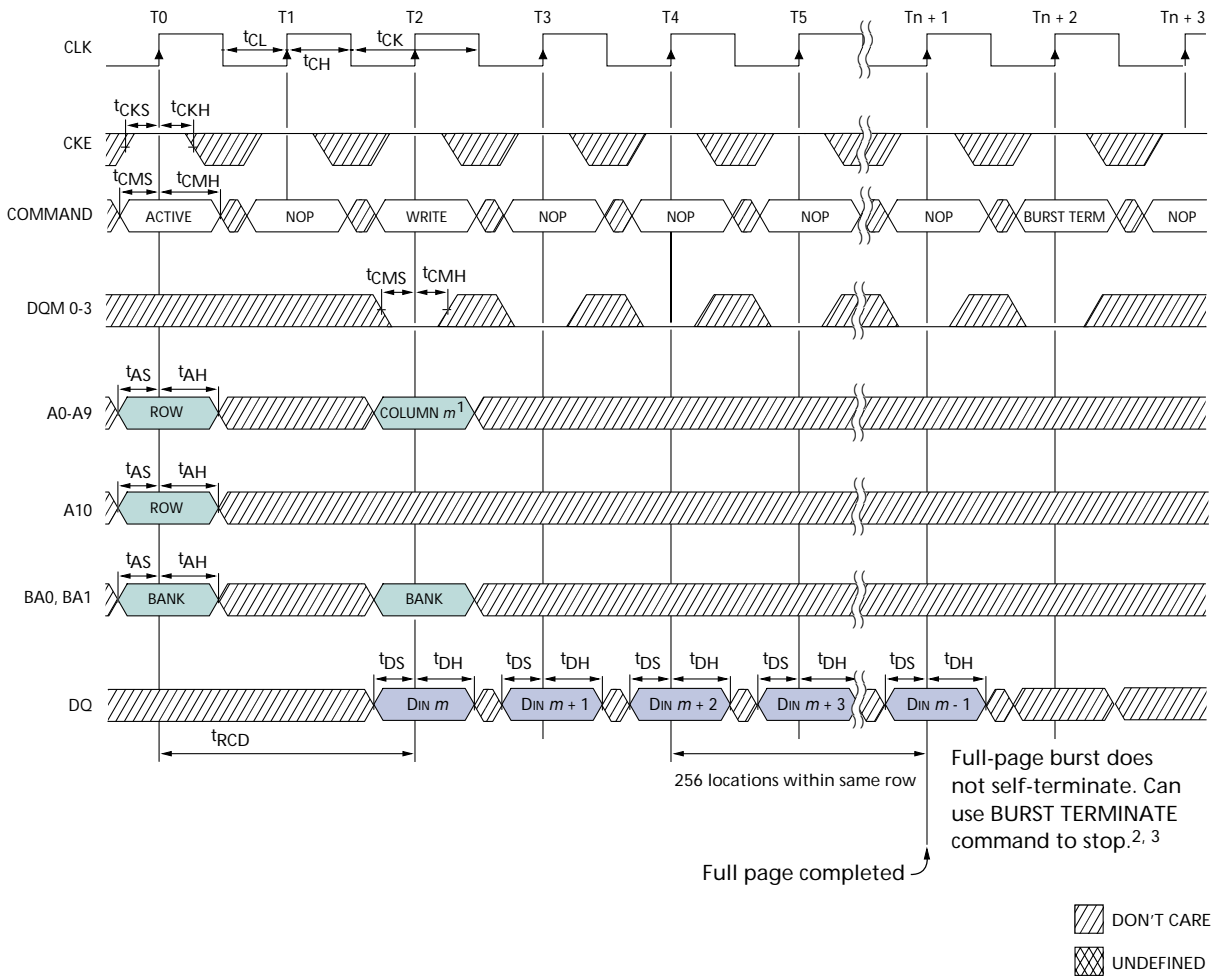 T0 T1 T2 T3 T4 T5 Tn + 1 Tn + 2 Tn + 3
CLK
tCL tCK
tCH
tCKS tCKH
CKE
tCMS tCMH
COMMAND ACTIVE NOP WRITE NOP NOP NOP NOP BURST TERM NOP
tCMS tCMH
DQM 0-3
tAS tAH
A0-A9 ROW COLUMN m1
tAS tAH
A10 ROW
tAS tAH
BA0, BA1 BANK BANK
tDS tDH tDS tDH tDS tDH tDS tDH tDS tDH
DQ DIN m DIN m + 1 DIN m + 2 DIN m + 3 DIN m - 1
tRCD
256 locations within same row
Full-page burst does
not self-terminate. Can
use BURST TERMINATE
command to stop.2, 3
Full page completed
DON'T CARE
UNDEFINED